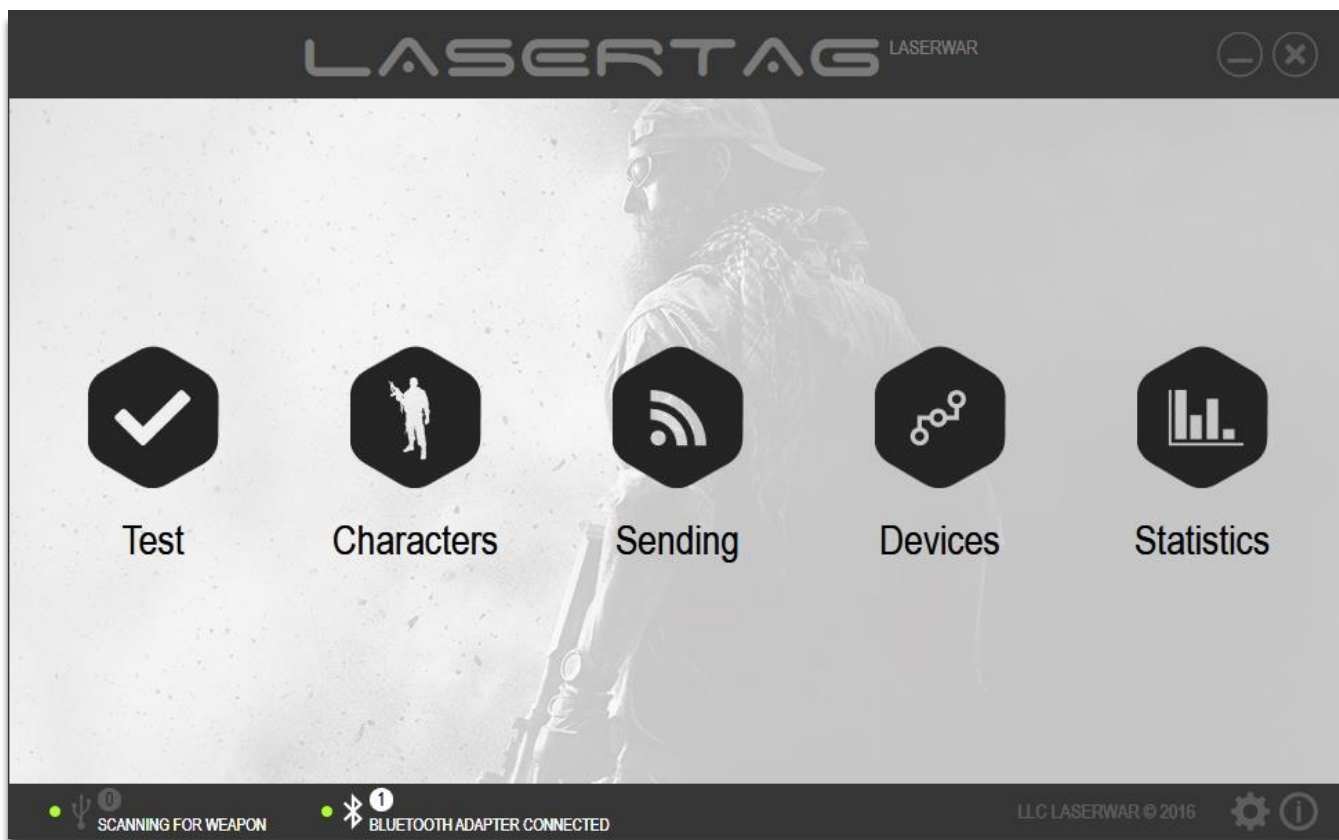 LASERTAG LASERWAR
Test
Characters
Sending
Devices
Statistics
0
SCANNING FOR WEAPON
1
BLUETOOTH ADAPTER CONNECTED
LLC LASERWAR © 2016